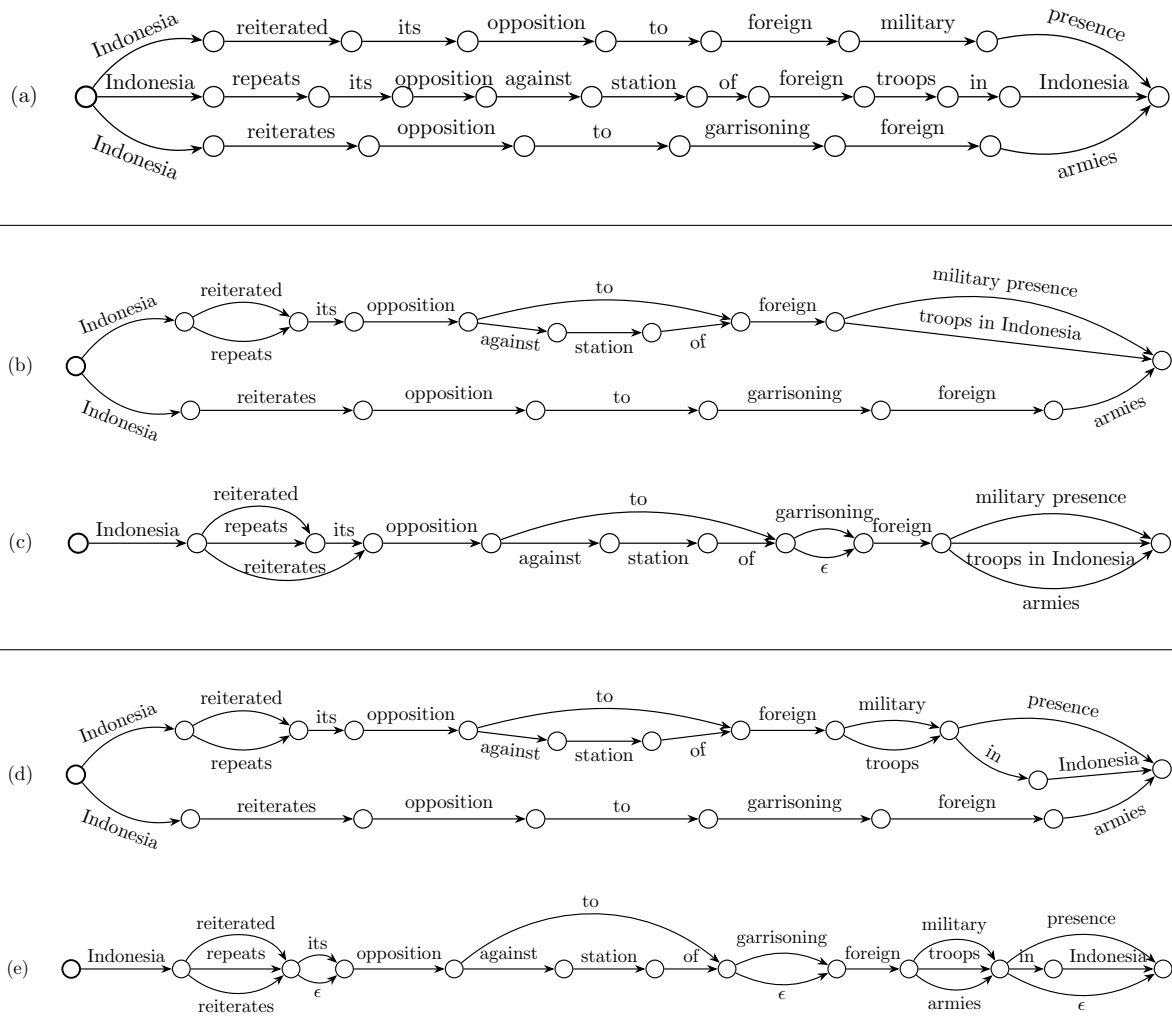 Indonesia reiterated its opposition to foreign military presence
(a) Indonesia repeats its opposition against station of foreign troops in Indonesia
Indonesia reiterates opposition to garrisoning foreign armies
Indonesia reiterated its opposition to foreign military presence
repeats against station of troops in Indonesia
(b)
Indonesia reiterates opposition to garrisoning foreign armies
reiterated to military presence
(c) Indonesia repeats its opposition garrisoning foreign
reiterates against station of ϵ troops in Indonesia
armies
Indonesia reiterated its opposition to foreign military presence
repeats against station of troops in Indonesia
(d)
Indonesia reiterates opposition to garrisoning foreign armies
to
reiterated its garrisoning military presence
(e) Indonesia repeats opposition against station of foreign troops in Indonesia
reiterates ϵ ϵ armies ϵ